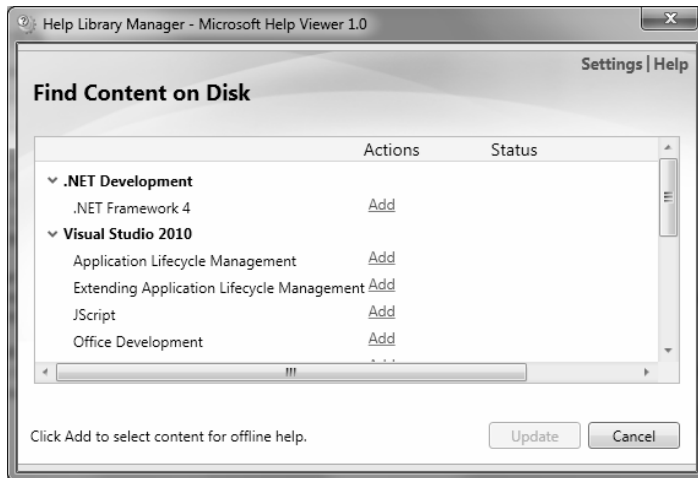 Help Library Manager - Microsoft Help Viewer 1.0
Settings | Help
Find Content on Disk
Actions Status
.NET Development
.NET Framework 4 Add
Visual Studio 2010
Application Lifecycle Management Add
Extending Application Lifecycle Management Add
JScript Add
Office Development Add
Click Add to select content for offline help. Update Cancel